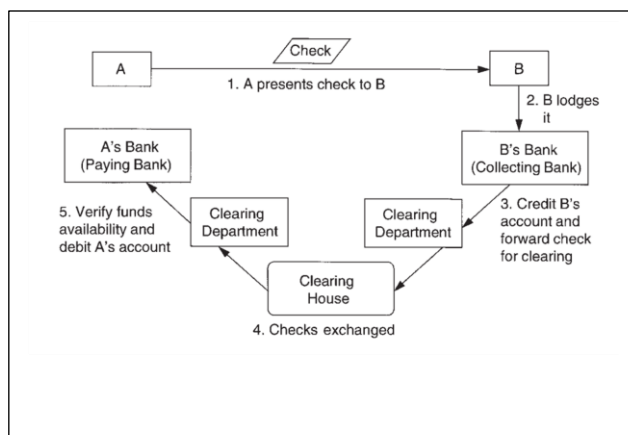 Check
A
B
1. A presents check to B
2. B lodges
it
A's Bank
(Paying Bank)
B's Bank
(Collecting Bank)
5. Verify funds
availability and
debit A's account
Clearing
Department
Clearing
Department
3. Credit B's
account and
forward check
for clearing
Clearing
House
4. Checks exchanged